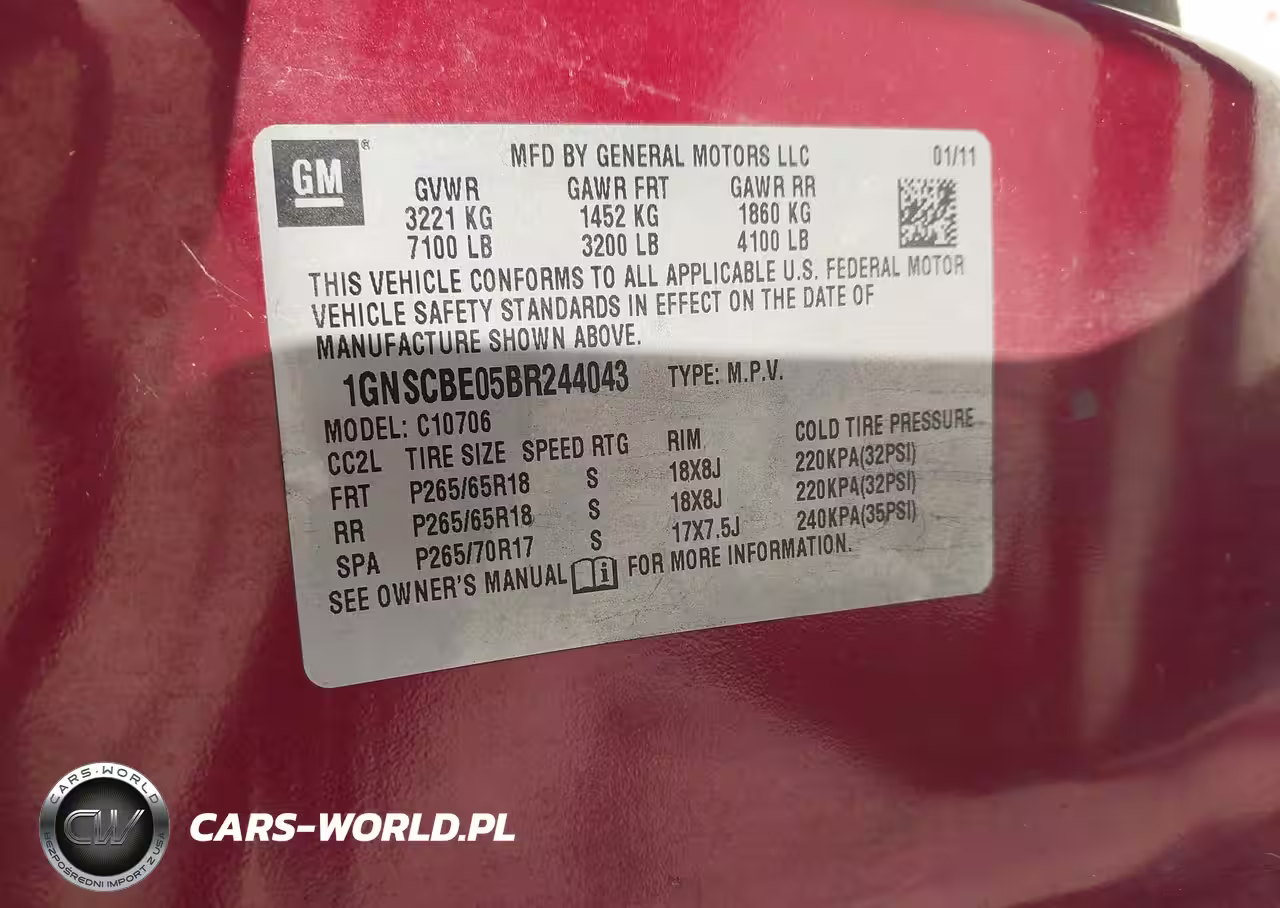 GM ® MFD BY GENERAL MOTORS LLC 01/11
GVWR GAWR FRT GAWR RR
3221 KG 1452 KG 1860 KG
7100 LB 3200 LB 4100 LB
THIS VEHICLE CONFORMS TO ALL APPLICABLE U.S. FEDERAL MOTOR
VEHICLE SAFETY STANDARDS IN EFFECT ON THE DATE OF
MANUFACTURE SHOWN ABOVE.
1GNSCBE05BR244043 TYPE: M.P.V.
MODEL: C10706
CC2L TIRE SIZE SPEED RTG RIM COLD TIRE PRESSURE
FRT P265/65R18 S 18X8J 220KPA(32PSI)
RR P265/65R18 S 18X8J 220KPA(32PSI)
SPA P265/70R17 S 17X7.5J 240KPA(35PSI)
SEE OWNER'S MANUAL FOR MORE INFORMATION.
CARS-WORLD
CW
BEZPOŚREDNI IMPORT Z USA
CARS-WORLD.PL